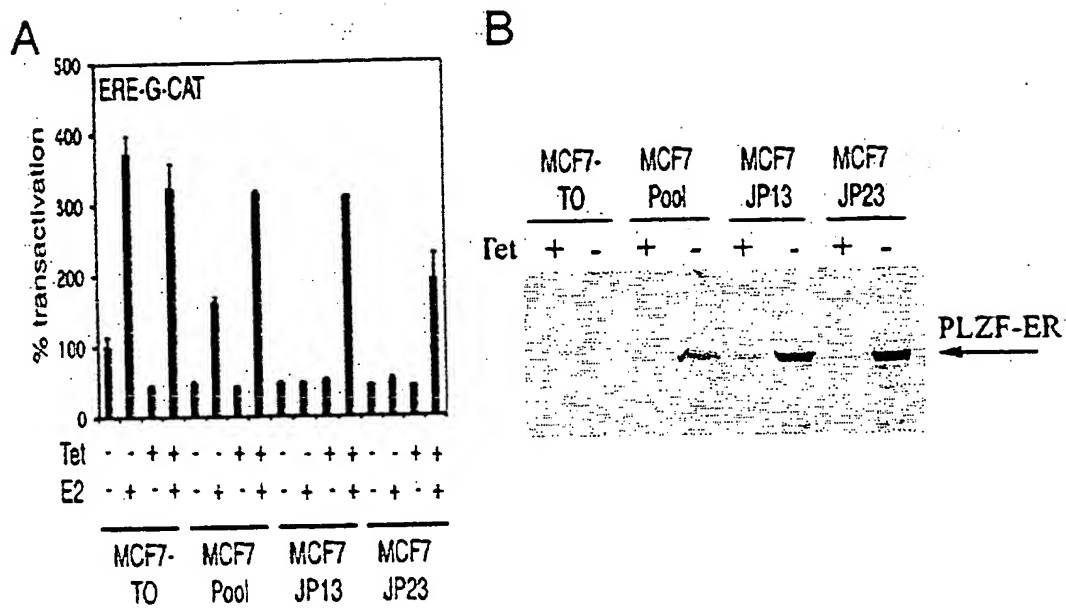 A
500
ERE-G-CAT
400
300
200
100
0
% transactivation
Tet - - + + - - + + - - + + - - + +
E2 - + - + - + - + - + - + - + - +
MCF7- MCF7 MCF7 MCF7
TO Pool JP13 JP23
B
MCF7- MCF7 MCF7 MCF7
TO Pool JP13 JP23
Tet + - + - + - + -
PLZF-ER